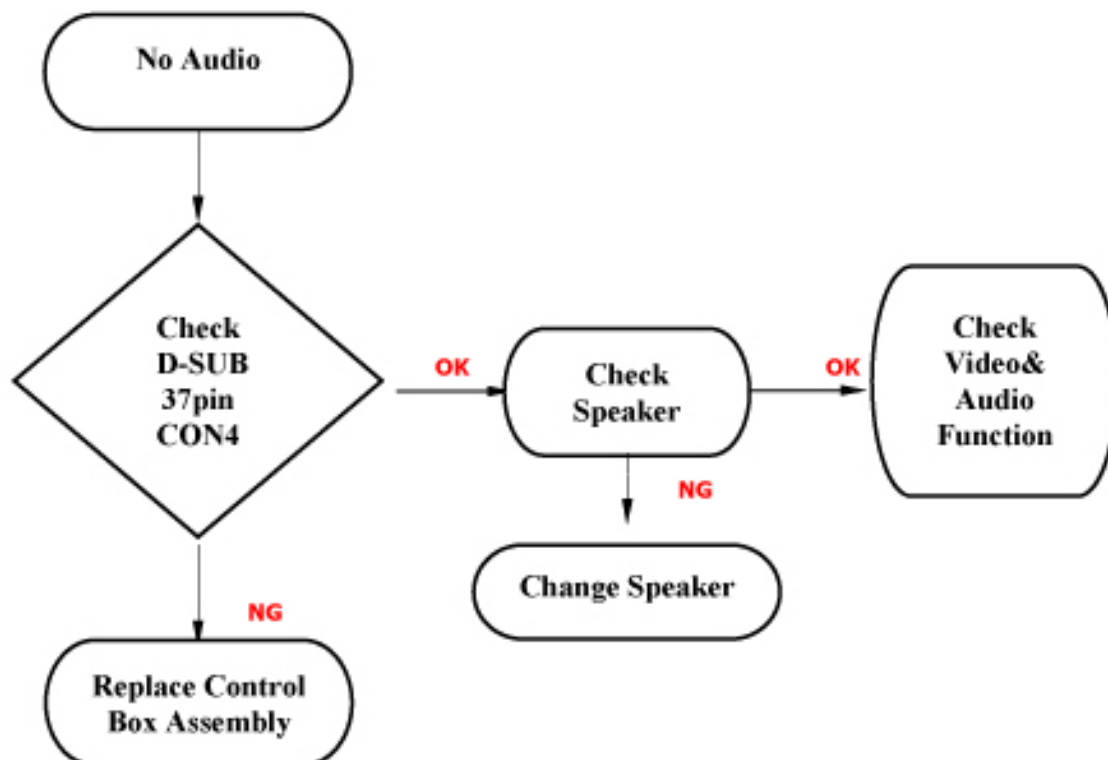 No Audio
Check
D-SUB
37pin
CON4
OK
Check
Speaker
OK
Check
Video&
Audio
Function
NG
Change Speaker
NG
Replace Control
Box Assembly